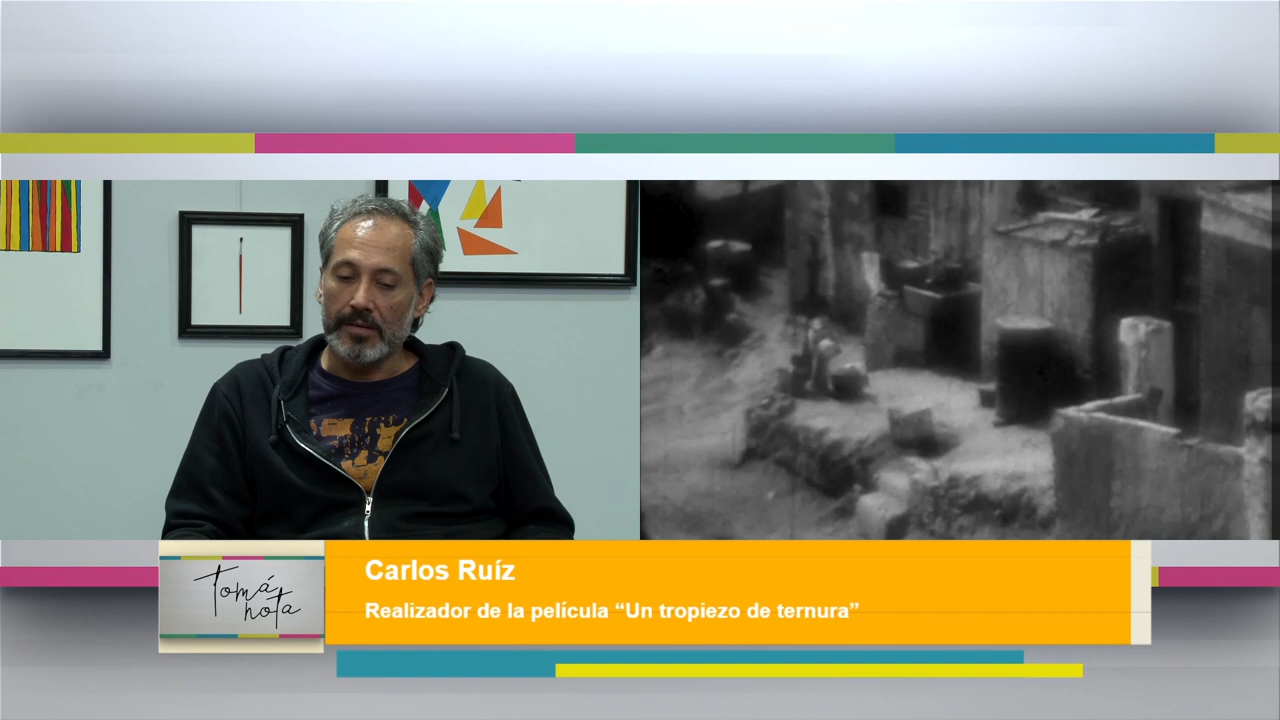 Carlos Ruíz
Realizador de la película “Un tropiezo de ternura”
tomá
nota